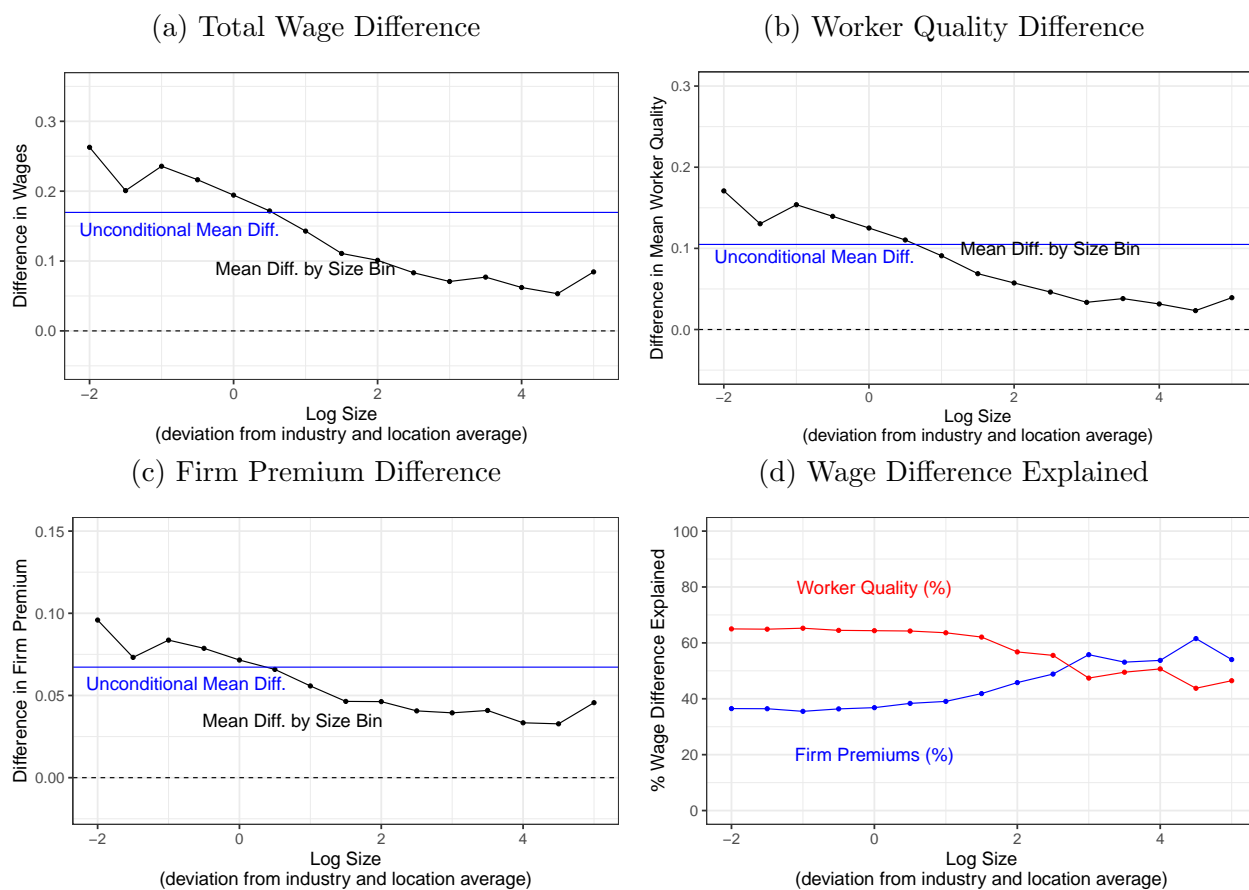 (a) Total Wage Difference
Difference in Wages
0.3
0.2
0.1
0.0
Unconditional Mean Diff.
Mean Diff. by Size Bin
−2
0
2
4
Log Size
(deviation from industry and location average)
(b) Worker Quality Difference
Difference in Mean Worker Quality
0.3
0.2
0.1
0.0
Mean Diff. by Size Bin
Unconditional Mean Diff.
−2
0
2
4
Log Size
(deviation from industry and location average)
(c) Firm Premium Difference
Difference in Firm Premium
0.15
0.10
0.05
0.00
Unconditional Mean Diff.
Mean Diff. by Size Bin
−2
0
2
4
Log Size
(deviation from industry and location average)
(d) Wage Difference Explained
% Wage Difference Explained
100
80
60
40
20
0
Worker Quality (%)
Firm Premiums (%)
−2
0
2
4
Log Size
(deviation from industry and location average)